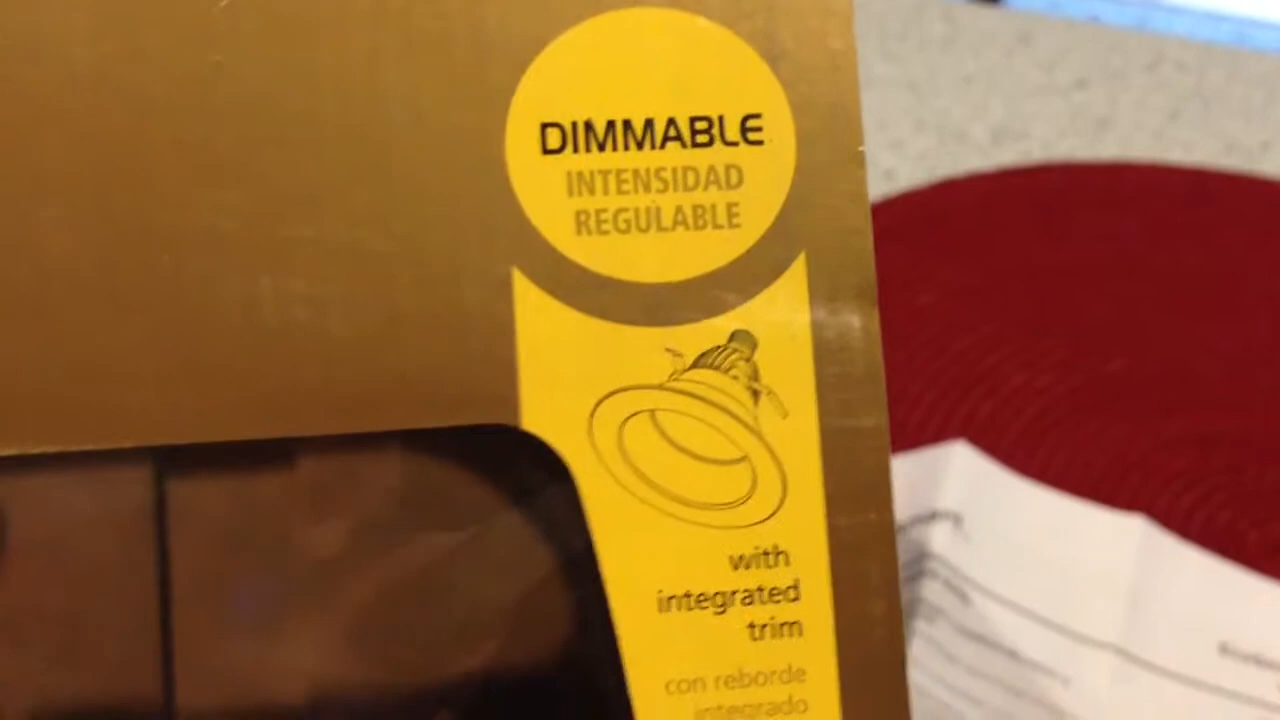 DIMMABLE
INTENSIDAD
REGULABLE
with
integrated
trim
con reborde
integrado